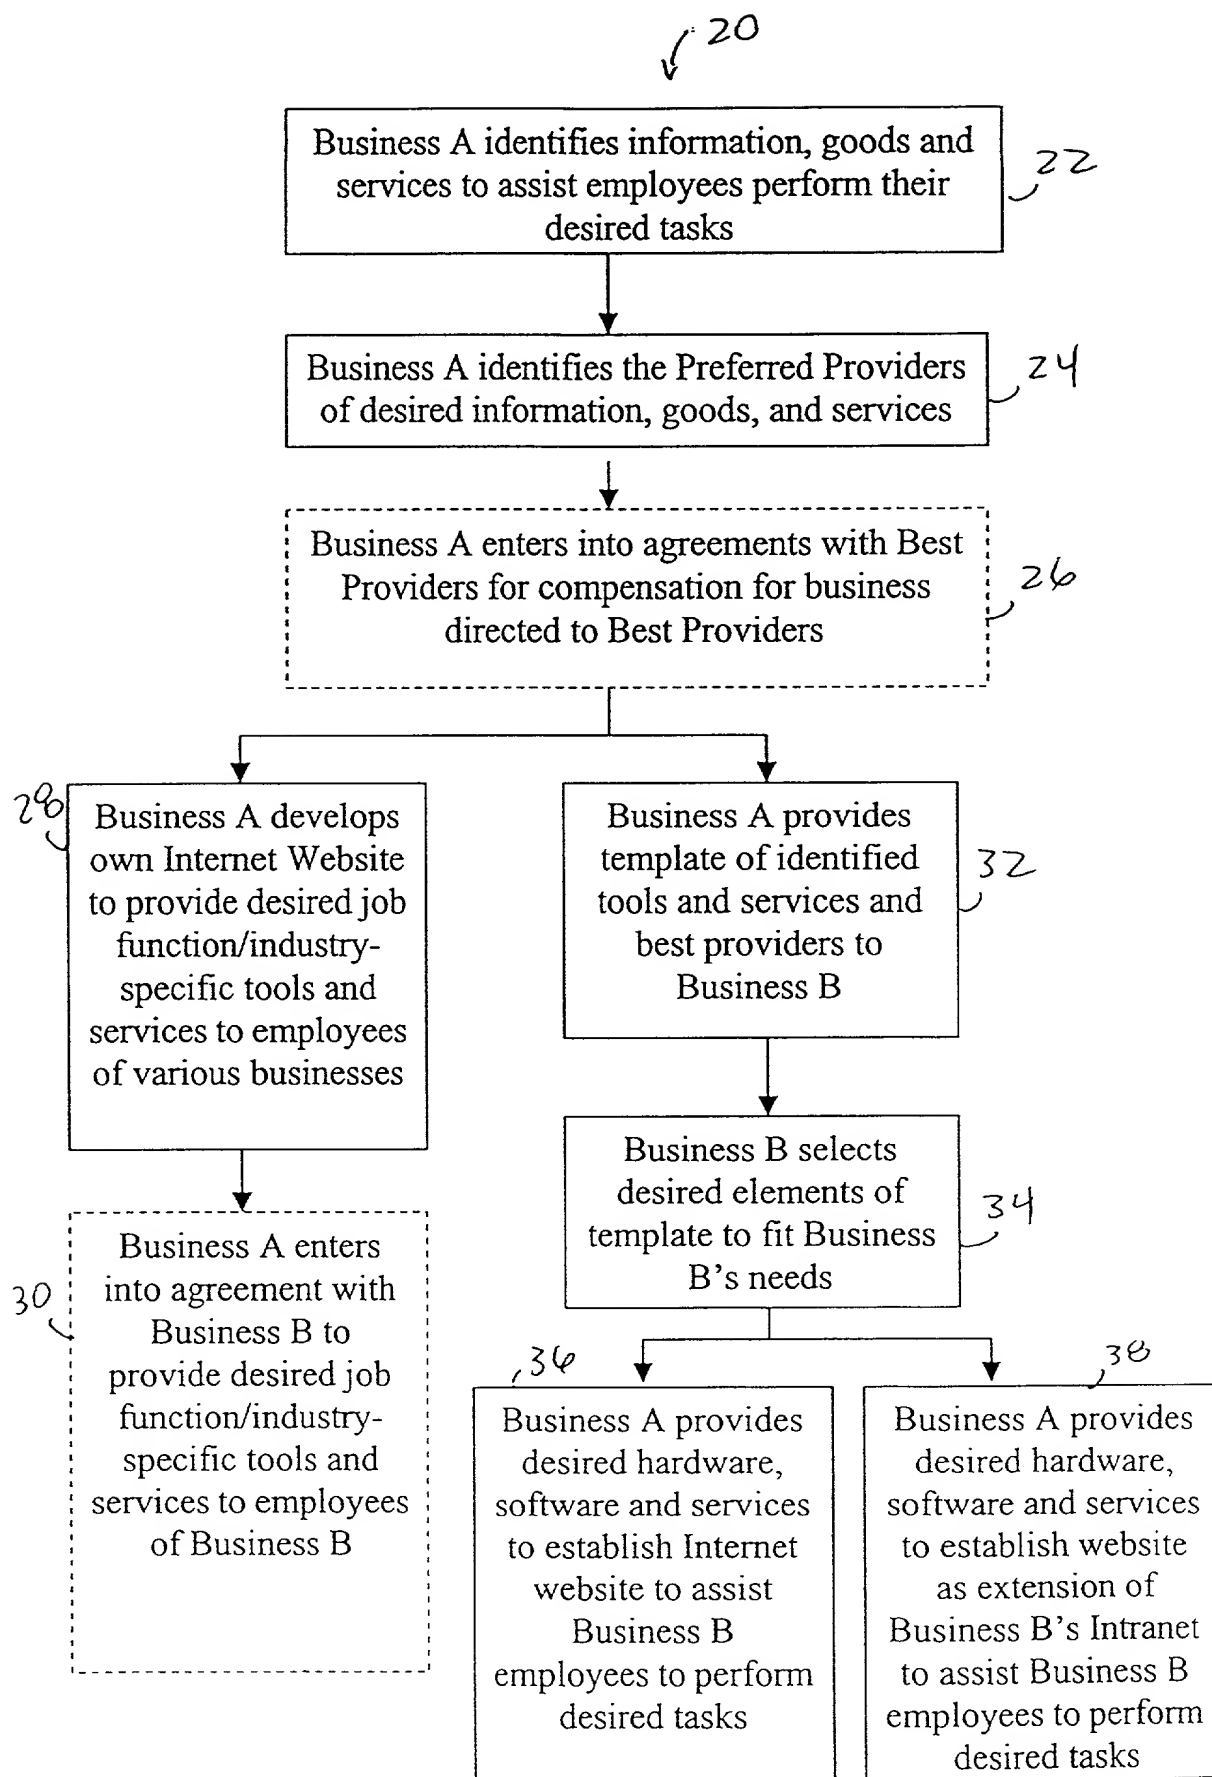 20
Business A identifies information, goods and
services to assist employees perform their
desired tasks
22
Business A identifies the Preferred Providers
of desired information, goods, and services
24
Business A enters into agreements with Best
Providers for compensation for business
directed to Best Providers
26
28
Business A develops
own Internet Website
to provide desired job
function/industry-
specific tools and
services to employees
of various businesses
30
Business A enters
into agreement with
Business B to
provide desired job
function/industry-
specific tools and
services to employees
of Business B
Business A provides
template of identified
tools and services and
best providers to
Business B
32
Business B selects
desired elements of
template to fit Business
B's needs
34
36
Business A provides
desired hardware,
software and services
to establish Internet
website to assist
Business B
employees to perform
desired tasks
38
Business A provides
desired hardware,
software and services
to establish website
as extension of
Business B's Intranet
to assist Business B
employees to perform
desired tasks